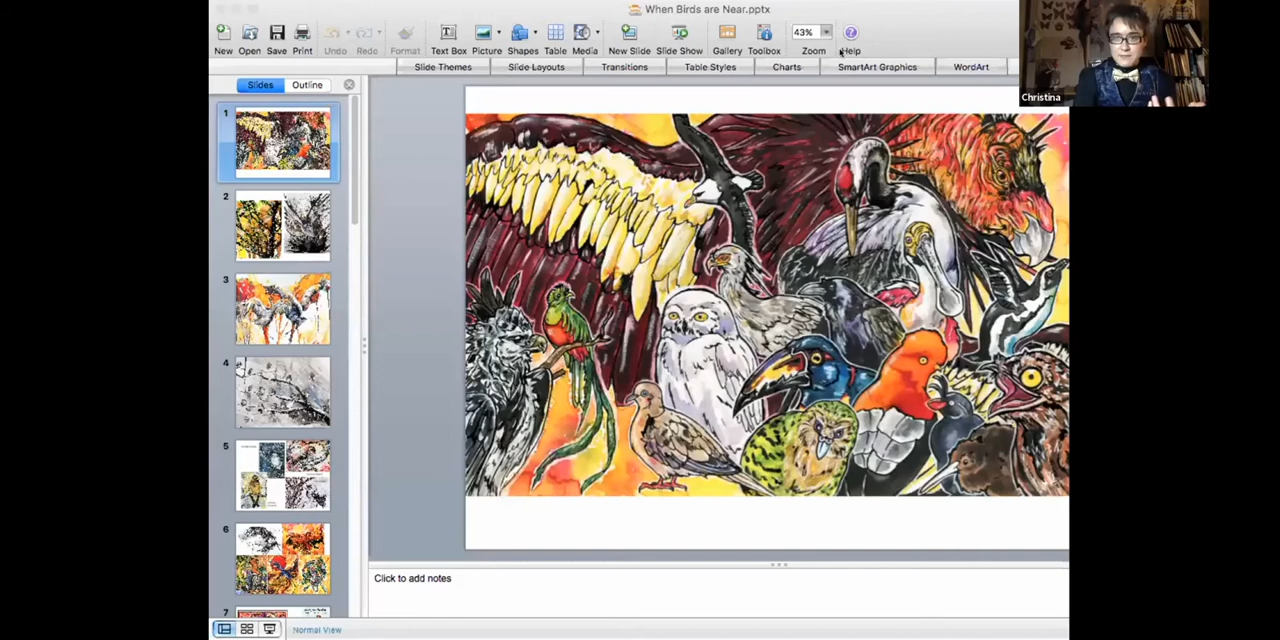 When Birds are Near.pptx
New Open Save Print Undo Redo Format Text Box Picture Shapes Table Media New Slide Slide Show Gallery Toolbox Zoom Help
43%
Slide Themes Slide Layouts Transitions Table Styles Charts SmartArt Graphics WordArt
Christina
Slides Outline
1
2
3
4
5
6
7
Click to add notes
Normal View